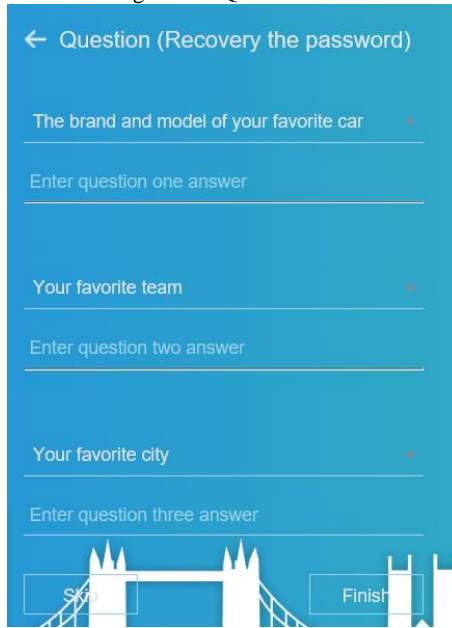 ← Question (Recovery the password)
The brand and model of your favorite car
Enter question one answer
Your favorite team
Enter question two answer
Your favorite city
Enter question three answer
Skip
Finish